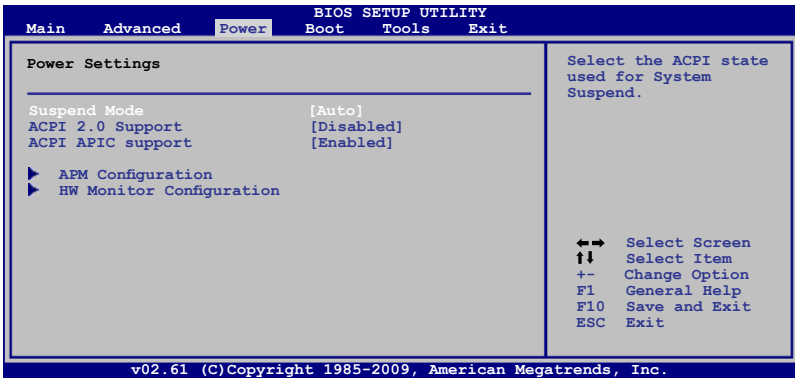 BIOS SETUP UTILITY
Main Advanced Power Boot Tools Exit
Power Settings
Suspend Mode [Auto]
ACPI 2.0 Support [Disabled]
ACPI APIC support [Enabled]
APM Configuration
HW Monitor Configuration
Select the ACPI state
used for System
Suspend.
←→ Select Screen
↑↓ Select Item
+- Change Option
F1 General Help
F10 Save and Exit
ESC Exit
v02.61 (C)Copyright 1985-2009, American Megatrends, Inc.